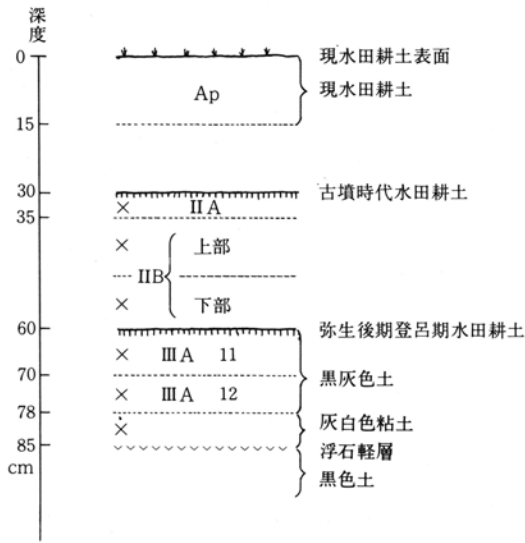 深度
0
現水田耕土表面
Ap
現水田耕土
15
30
古墳時代水田耕土
35
II A
上部
IIB
下部
60
弥生後期登呂期水田耕土
III A 11
70
黒灰色土
III A 12
78
灰白色粘土
85
浮石軽層
cm
黒色土